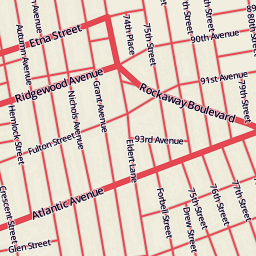 Etna Street
74th Place
75th Street
90th Avenue
80th Street
Autumn Avenue
Ridgewood Avenue
91st Avenue
79th Street
Rockaway Boulevard
Grant Avenue
Nichols Avenue
Hemlock Street
Fulton Street
93rd Avenue
Eldert Lane
Atlantic Avenue
Crescent Street
Forbell Street
Drew Street
75th Street
76th Street
77th Street
Glen Street